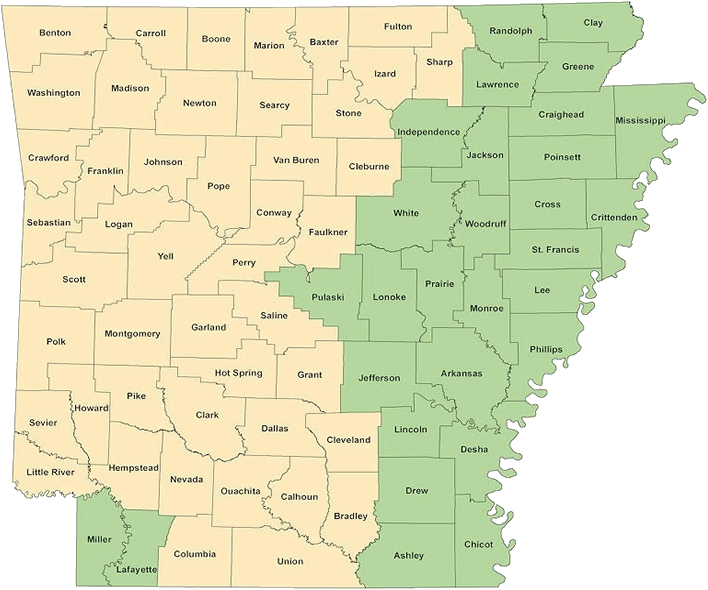 Benton
Carroll
Boone
Marion
Baxter
Fulton
Randolph
Clay
Washington
Madison
Newton
Searcy
Stone
Izard
Sharp
Lawrence
Greene
Independence
Craighead
Mississippi
Crawford
Franklin
Johnson
Pope
Van Buren
Cleburne
Jackson
Poinsett
Sebastian
Logan
Conway
Faulkner
White
Woodruff
Cross
Crittenden
Scott
Yell
Perry
St. Francis
Pulaski
Lonoke
Prairie
Monroe
Lee
Polk
Montgomery
Garland
Saline
Phillips
Hot Spring
Grant
Jefferson
Arkansas
Sevier
Howard
Pike
Clark
Dallas
Cleveland
Lincoln
Desha
Little River
Hempstead
Nevada
Ouachita
Calhoun
Bradley
Drew
Miller
Lafayette
Columbia
Union
Ashley
Chicot